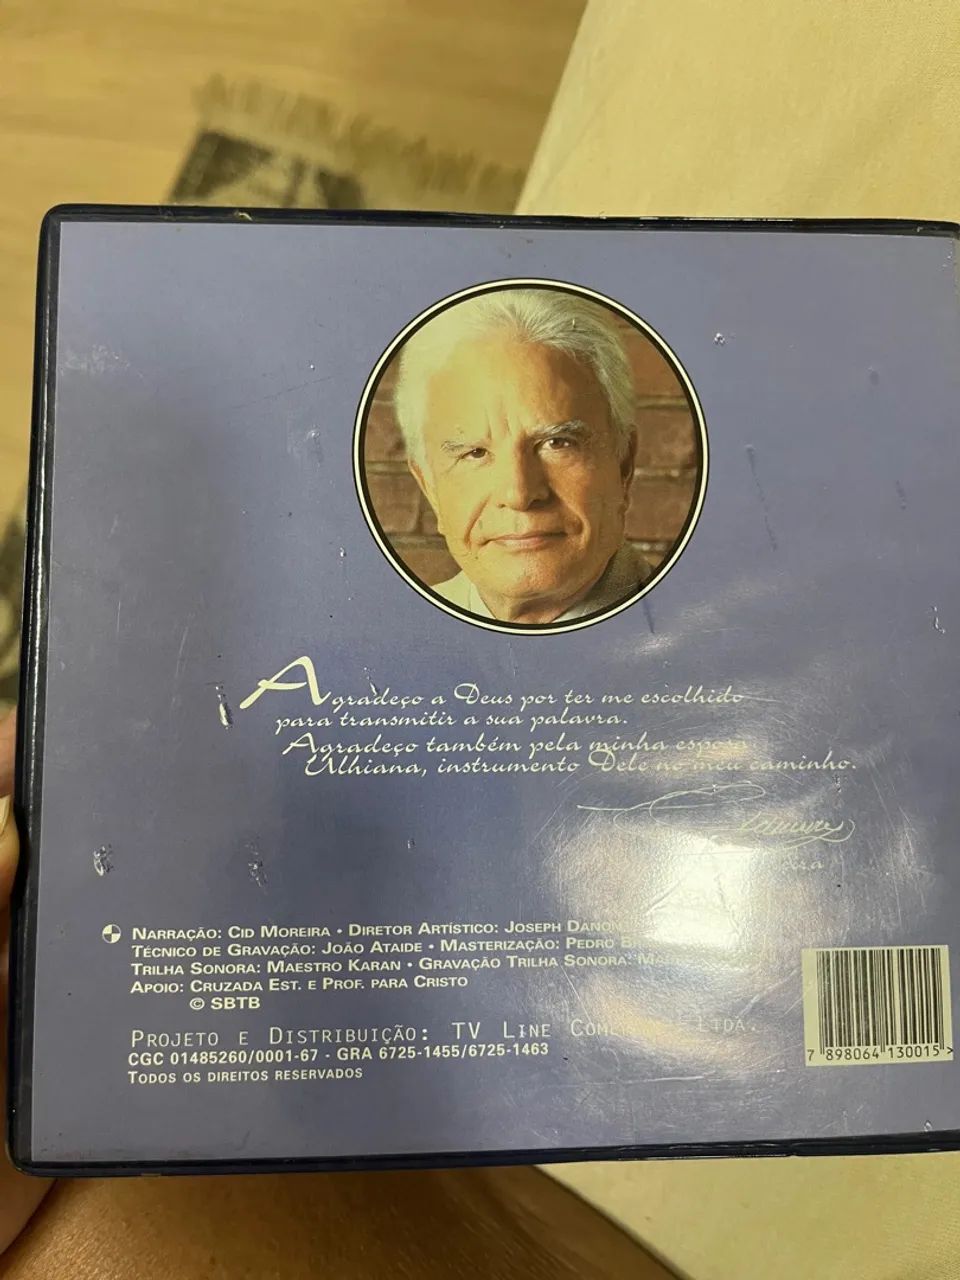 Agradeço a Deus por ter me escolhido
para transmitir a sua palavra.
Agradeço também pela minha esposa
Ulhiana, instrumento Dele no meu caminho.
NARRAÇÃO: CID MOREIRA • DIRETOR ARTÍSTICO: JOSEPH
TÉCNICO DE GRAVAÇÃO: JOÃO ATAIDE • MASTERIZAÇÃO: PEDRO
TRILHA SONORA: MAESTRO KARAN • GRAVAÇÃO TRILHA SONORA:
APOIO: CRUZADA EST. E PROF. PARA CRISTO
© SBTB
PROJETO E DISTRIBUIÇÃO: TV LINE LTDA.
CGC 01485260/0001-67 - GRA 6725-1455/6725-1463
TODOS OS DIREITOS RESERVADOS
7 898064 130015 >